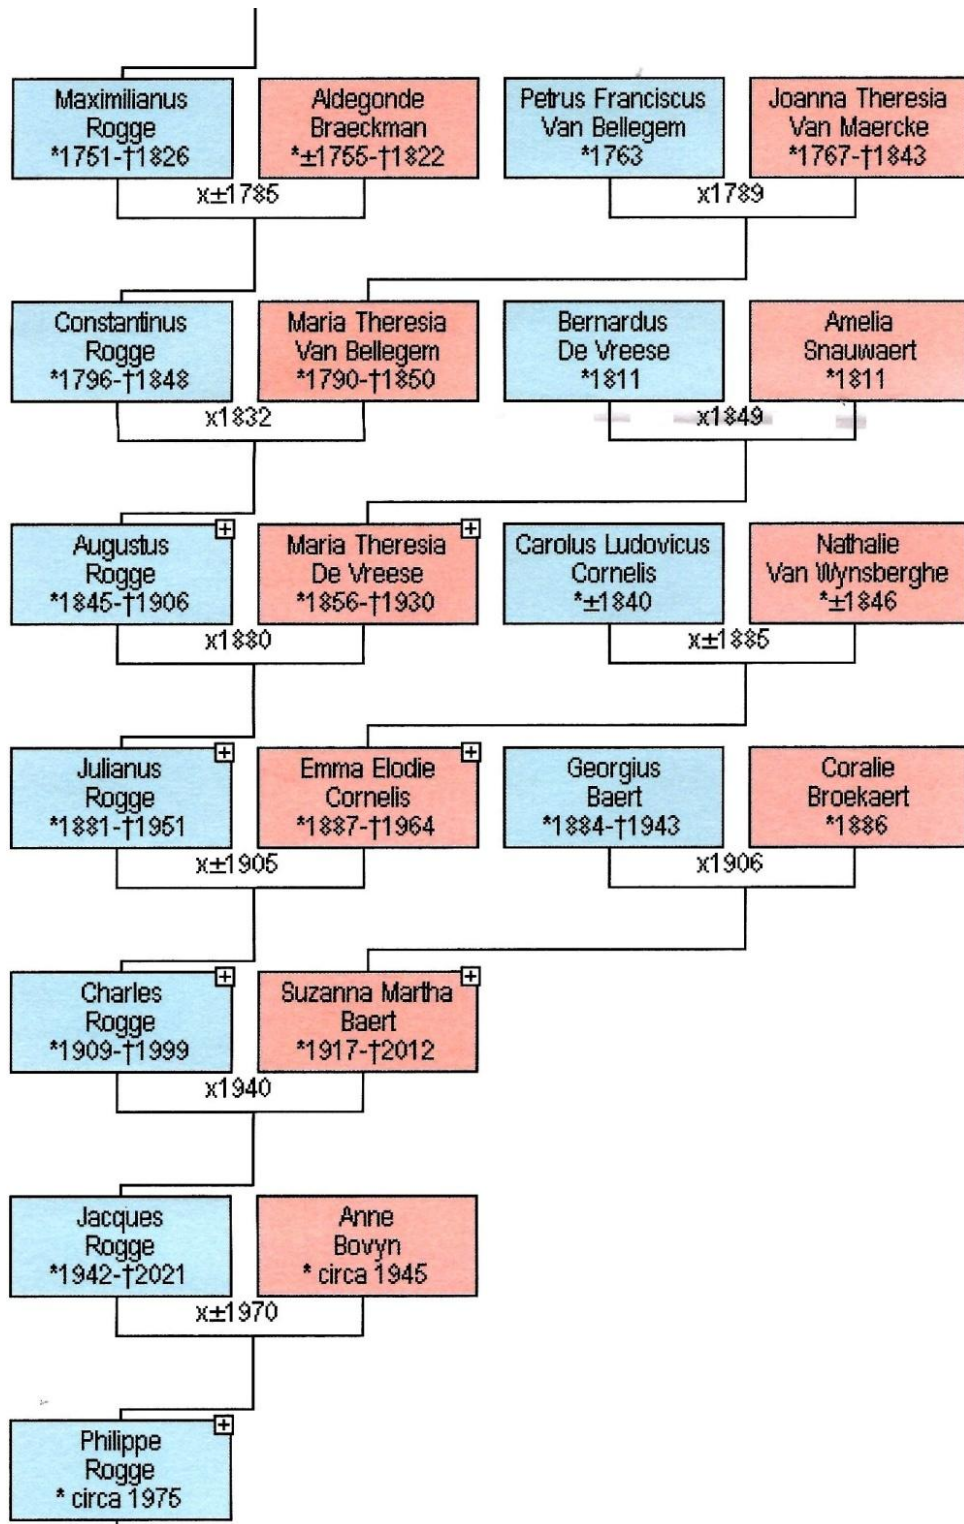 Maximilianus
Rogge
*1751-†1826
Aldegonde
Braeckman
*±1755-†1822
Petrus Franciscus
Van Bellegem
*1763
Joanna Theresia
Van Maercke
*1767-†1843
x±1785
x1789
Constantinus
Rogge
*1796-†1848
Maria Theresia
Van Bellegem
*1790-†1850
Bernardus
De Vreese
*1811
Amelia
Snauwaert
*1811
x1832
x1849
Augustus
Rogge
*1845-†1906
Maria Theresia
De Vreese
*1856-†1930
Carolus Ludovicus
Cornelis
*±1840
Nathalie
Van Wynsberghe
*±1846
x1880
x±1885
Julianus
Rogge
*1881-†1951
Emma Elodie
Cornelis
*1887-†1964
Georgius
Baert
*1884-†1943
Coralie
Broekaert
*1886
x±1905
x1906
Charles
Rogge
*1909-†1999
Suzanna Martha
Baert
*1917-†2012
x1940
Jacques
Rogge
*1942-†2021
Anne
Bovyn
* circa 1945
x±1970
Philippe
Rogge
* circa 1975